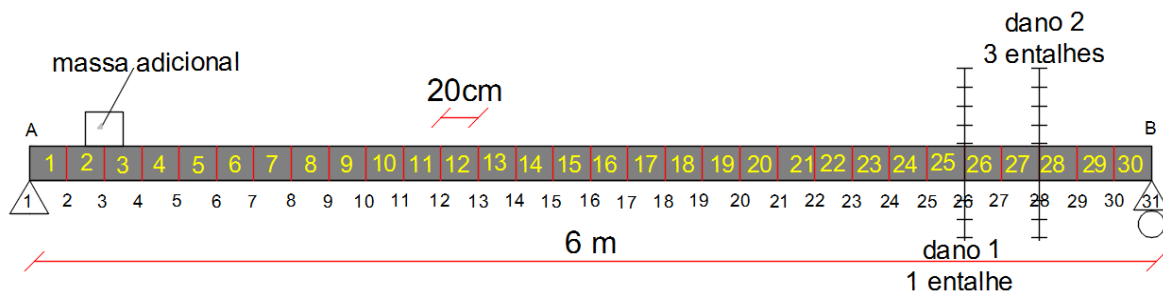 dano 2
3 entalhes
massa adicional
20cm
A
B
1 2 3 4 5 6 7 8 9 10 11 12 13 14 15 16 17 18 19 20 21 22 23 24 25 26 27 28 29 30
1 2 3 4 5 6 7 8 9 10 11 12 13 14 15 16 17 18 19 20 21 22 23 24 25 26 27 28 29 30 31
6 m
dano 1
1 entalhe